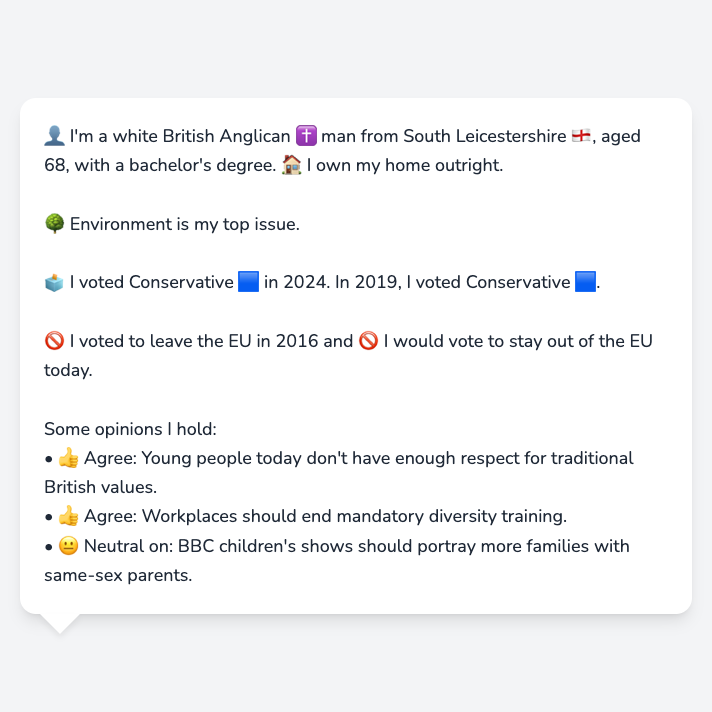 👤 I'm a white British Anglican ✝️ man from South Leicestershire 🏴󠁧󠁢󠁥󠁮󠁧󠁿, aged
68, with a bachelor's degree. 🏠 I own my home outright.
🌳 Environment is my top issue.
🗳️ I voted Conservative 🟦 in 2024. In 2019, I voted Conservative 🟦.
🚫 I voted to leave the EU in 2016 and 🚫 I would vote to stay out of the EU
today.
Some opinions I hold:
• 👍 Agree: Young people today don't have enough respect for traditional
British values.
• 👍 Agree: Workplaces should end mandatory diversity training.
• 😐 Neutral on: BBC children's shows should portray more families with
same-sex parents.